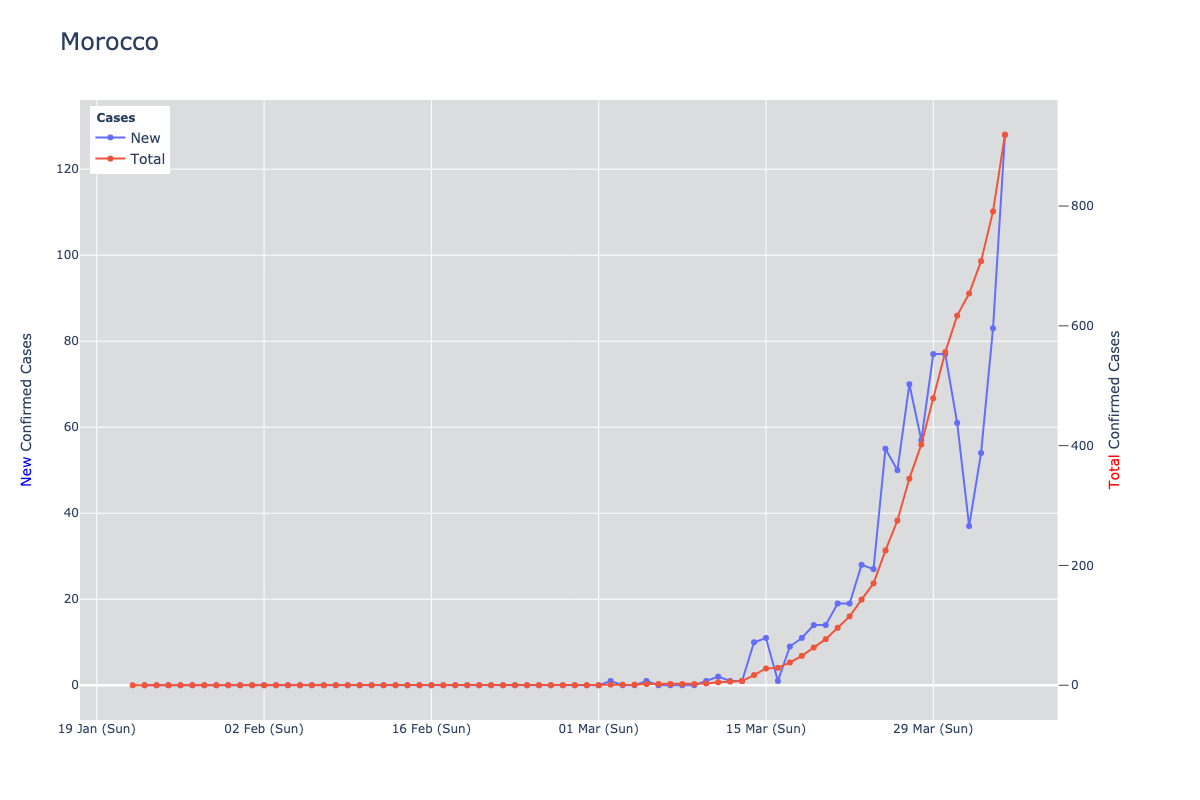 Morocco
Cases
New
Total
120
100
80
60
40
20
0
New Confirmed Cases
800
600
400
200
0
Total Confirmed Cases
19 Jan (Sun)
02 Feb (Sun)
16 Feb (Sun)
01 Mar (Sun)
15 Mar (Sun)
29 Mar (Sun)